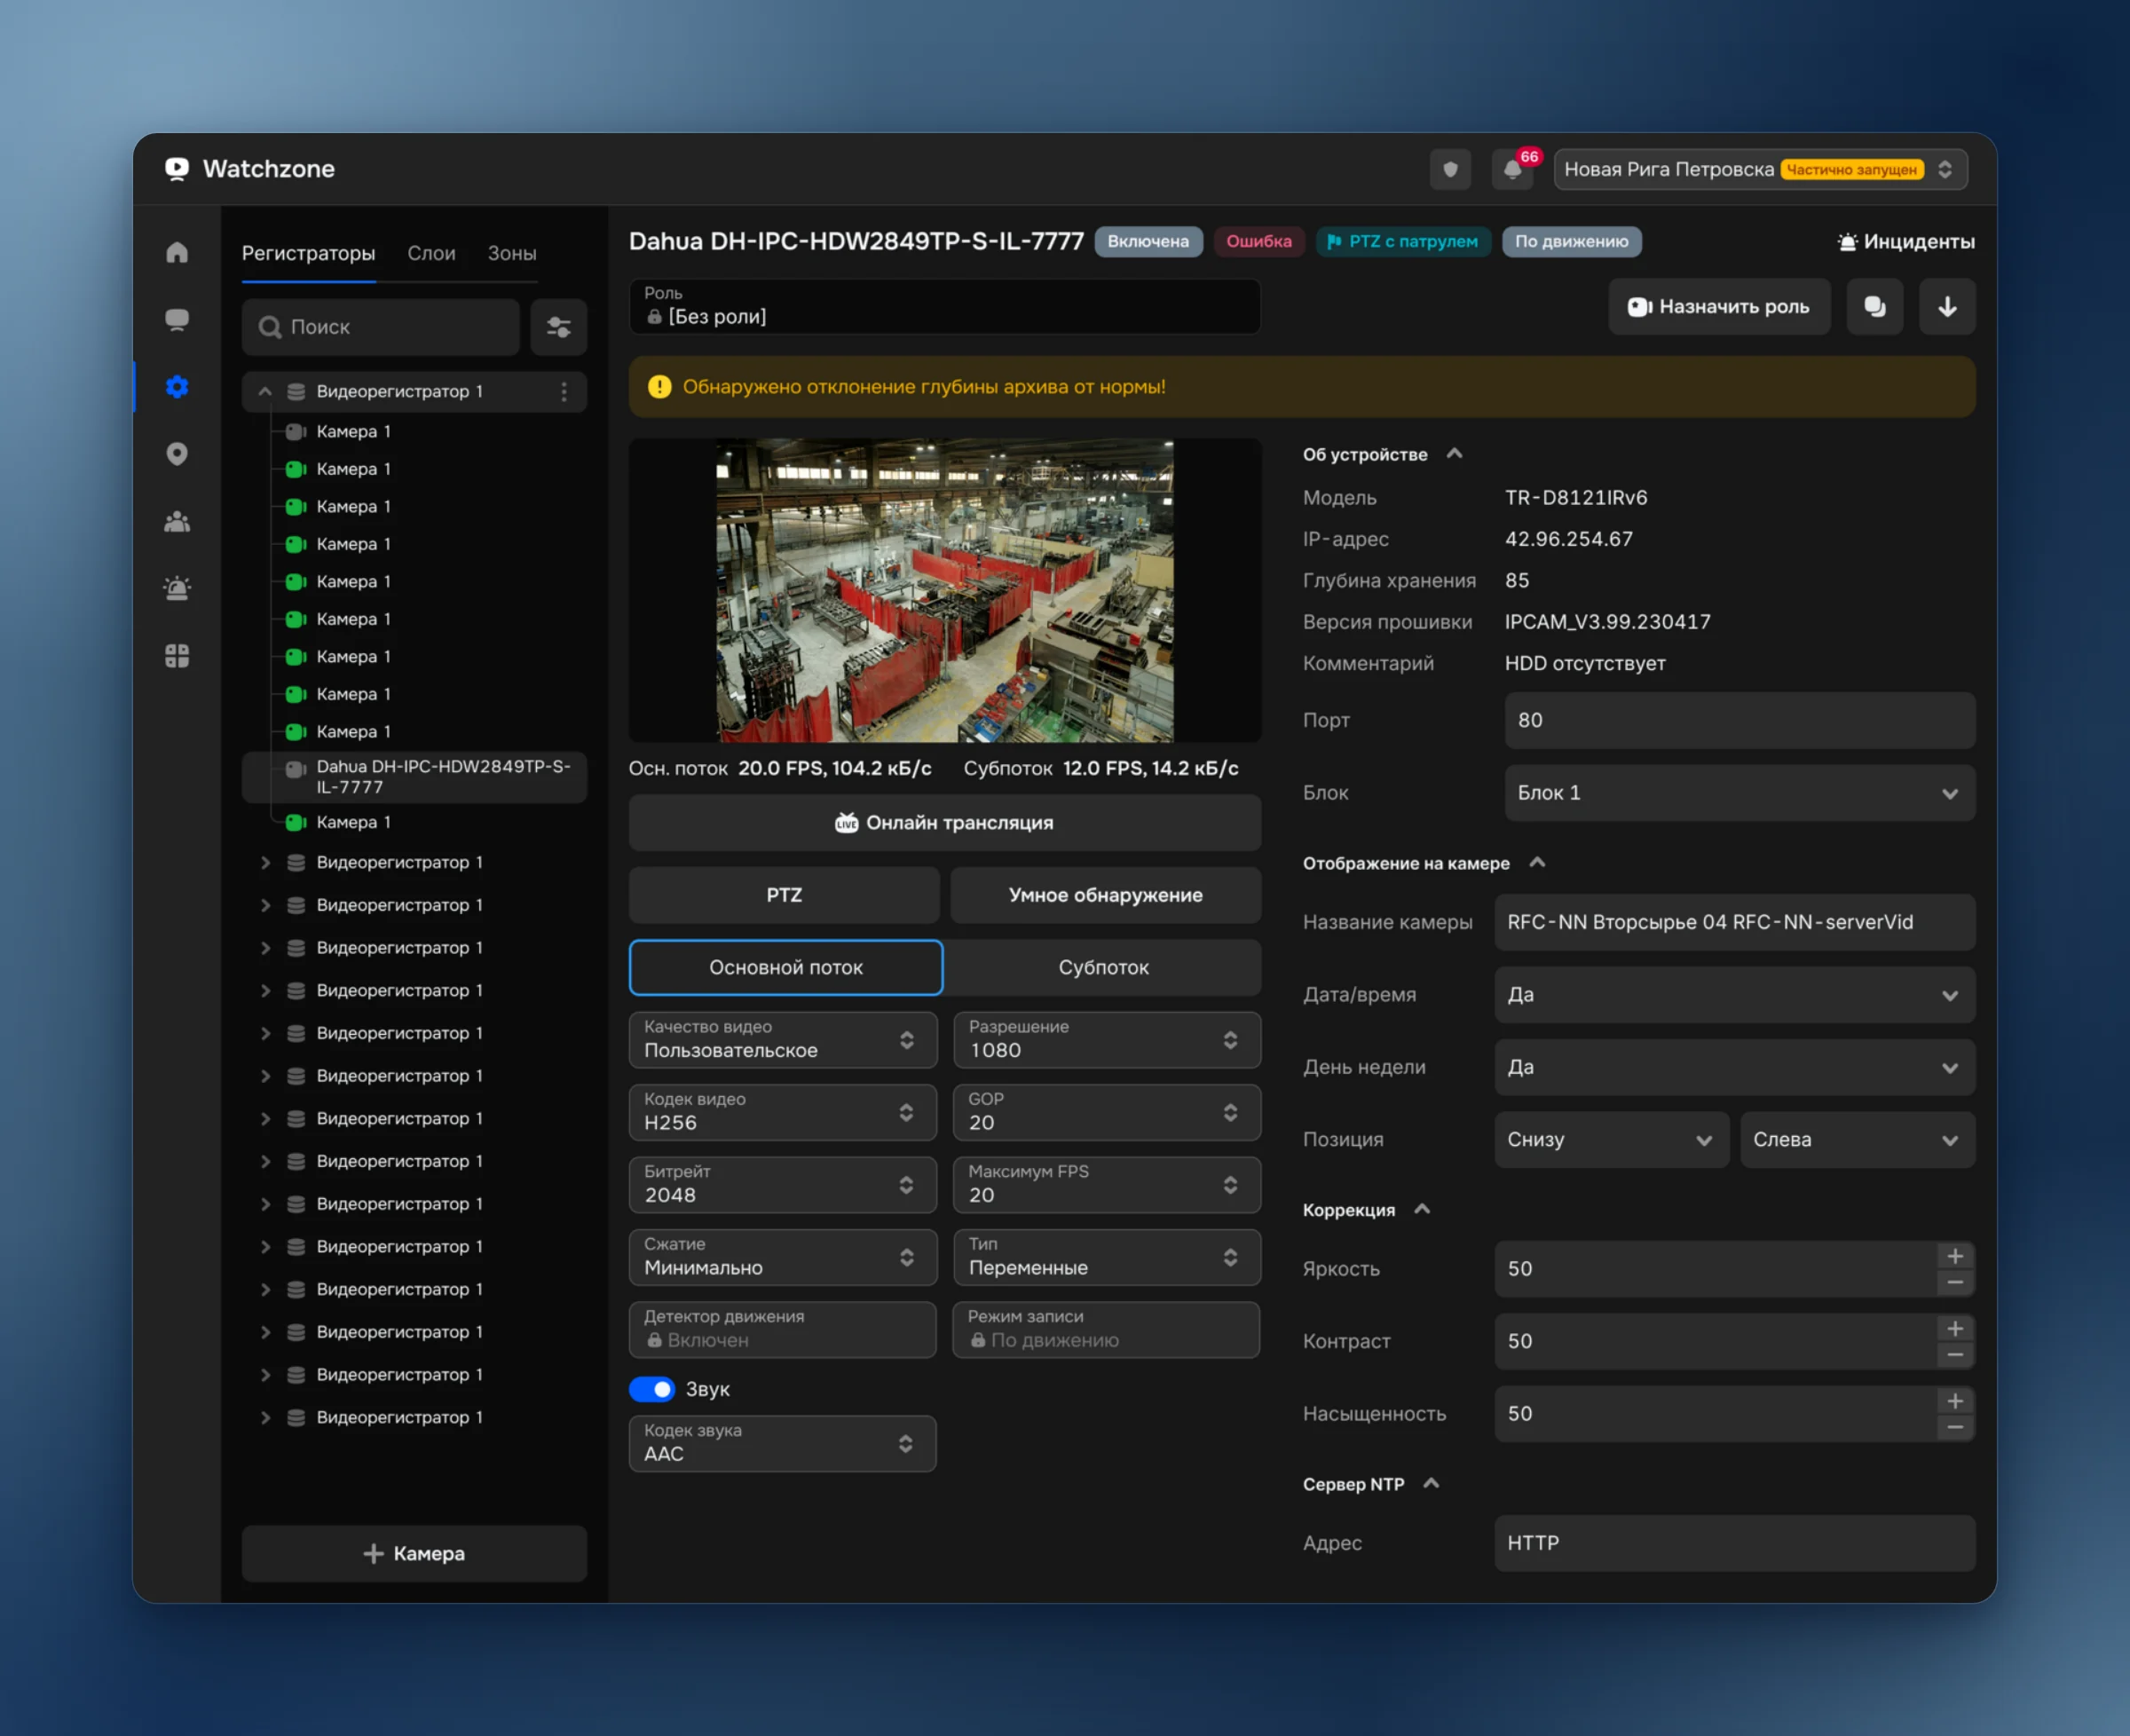 Watchzone
66
Новая Рига Петровска Частично запущен
Регистраторы Слои Зоны
Поиск
Видеорегистратор 1
Камера 1
Камера 1
Камера 1
Камера 1
Камера 1
Камера 1
Камера 1
Камера 1
Камера 1
Dahua DH-IPC-HDW2849TP-S-
IL-7777
Камера 1
Видеорегистратор 1
Видеорегистратор 1
Видеорегистратор 1
Видеорегистратор 1
Видеорегистратор 1
Видеорегистратор 1
Видеорегистратор 1
Видеорегистратор 1
Видеорегистратор 1
Видеорегистратор 1
Видеорегистратор 1
Видеорегистратор 1
Видеорегистратор 1
Видеорегистратор 1
Камера
Dahua DH-IPC-HDW2849TP-S-IL-7777 Включена Ошибка PTZ с патрулем По движению Инциденты
Роль
[Без роли]
Назначить роль
Обнаружено отклонение глубины архива от нормы!
Осн. поток 20.0 FPS, 104.2 кБ/с Субпоток 12.0 FPS, 14.2 кБ/с
LIVE Онлайн трансляция
PTZ Умное обнаружение
Основной поток Субпоток
Качество видео
Пользовательское
Разрешение
1080
Кодек видео
H256
GOP
20
Битрейт
2048
Максимум FPS
20
Сжатие
Минимально
Тип
Переменные
Детектор движения
Включен
Режим записи
По движению
Звук
Кодек звука
AAC
Об устройстве
Модель TR-D8121IRv6
IP-адрес 42.96.254.67
Глубина хранения 85
Версия прошивки IPCAM_V3.99.230417
Комментарий HDD отсутствует
Порт 80
Блок Блок 1
Отображение на камере
Название камеры RFC-NN Вторсырье 04 RFC-NN-serverVid
Дата/время Да
День недели Да
Позиция Снизу Слева
Коррекция
Яркость 50
Контраст 50
Насыщенность 50
Сервер NTP
Адрес HTTP